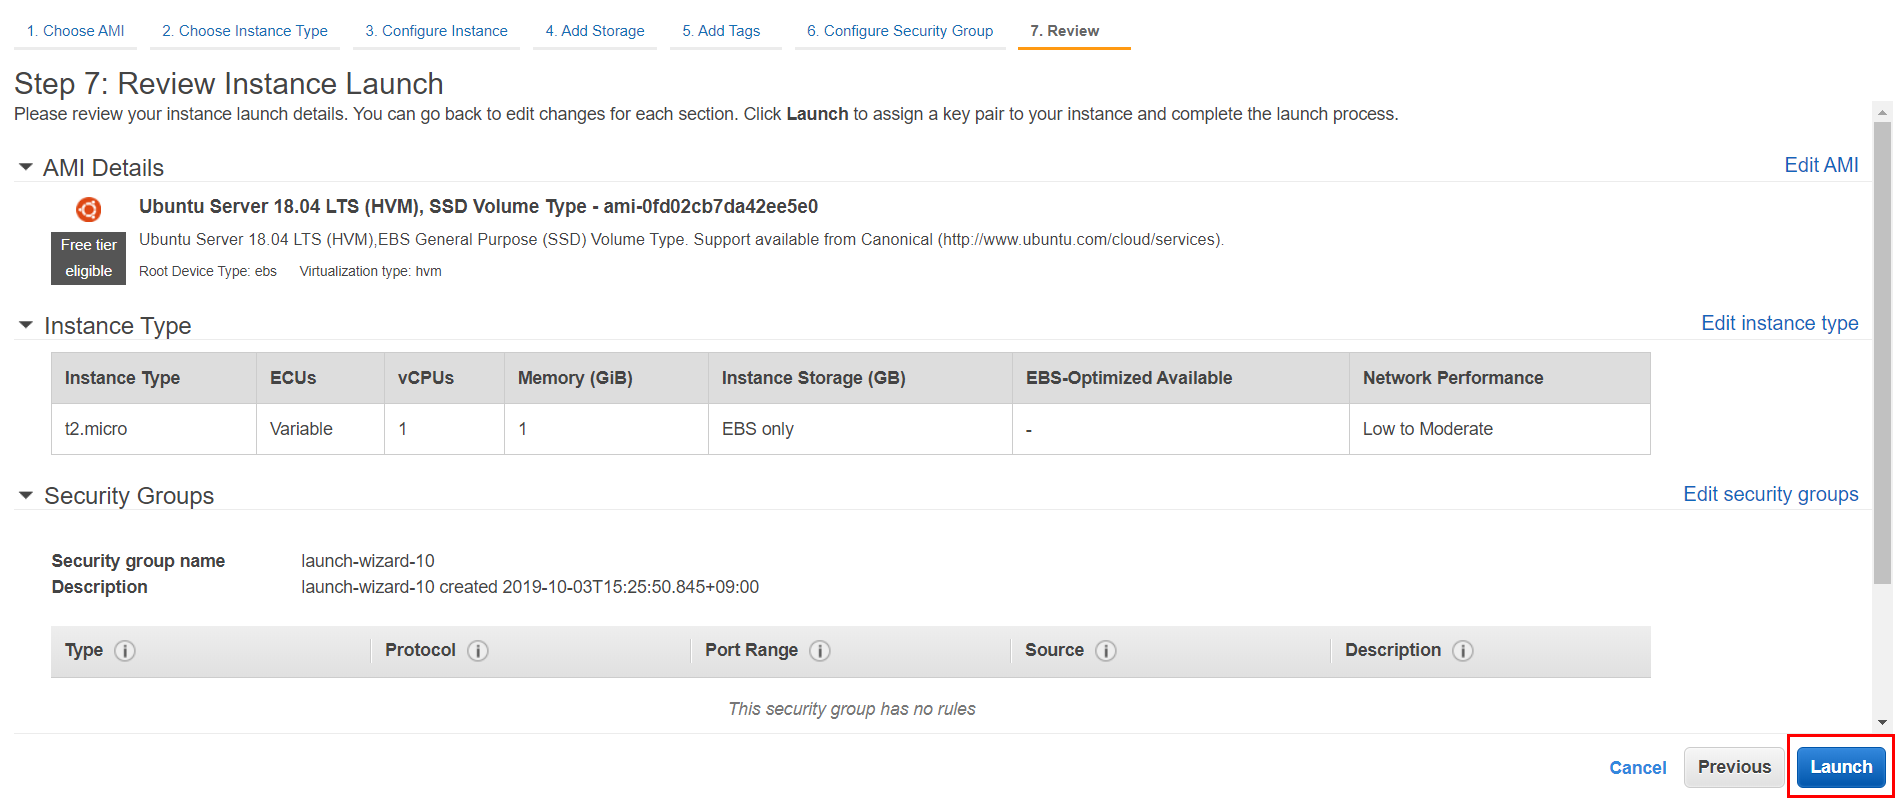 1. Choose AMI 2. Choose Instance Type 3. Configure Instance 4. Add Storage 5. Add Tags 6. Configure Security Group 7. Review
Step 7: Review Instance Launch
Please review your instance launch details. You can go back to edit changes for each section. Click Launch to assign a key pair to your instance and complete the launch process.
AMI Details Edit AMI
Ubuntu Server 18.04 LTS (HVM), SSD Volume Type - ami-0fd02cb7da42ee5e0
Free tier eligible
Ubuntu Server 18.04 LTS (HVM),EBS General Purpose (SSD) Volume Type. Support available from Canonical (http://www.ubuntu.com/cloud/services).
Root Device Type: ebs Virtualization type: hvm
Instance Type Edit instance type
Instance Type ECUs vCPUs Memory (GiB) Instance Storage (GB) EBS-Optimized Available Network Performance
t2.micro Variable 1 1 EBS only - Low to Moderate
Security Groups Edit security groups
Security group name launch-wizard-10
Description launch-wizard-10 created 2019-10-03T15:25:50.845+09:00
Type i Protocol i Port Range i Source i Description i
This security group has no rules
Cancel Previous Launch